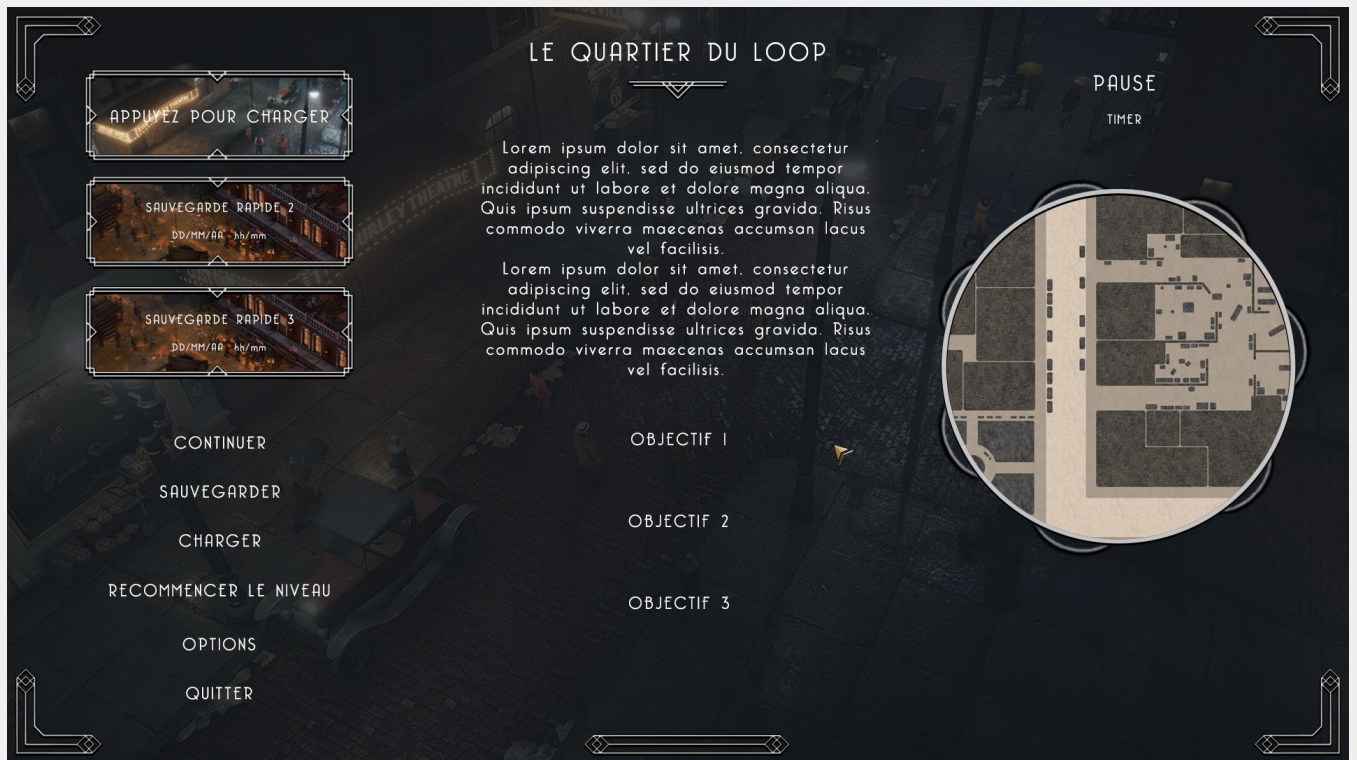 LE QUARTIER DU LOOP
APPUYEZ POUR CHARGER
SAUVEGARDE RAPIDE 2
DD/MM/AA hh/mm
SAUVEGARDE RAPIDE 3
DD/MM/AA hh/mm
CONTINUER
SAUVEGARDER
CHARGER
RECOMMENCER LE NIVEAU
OPTIONS
QUITTER
Lorem ipsum dolor sit amet, consectetur
adipiscing elit, sed do eiusmod tempor
incididunt ut labore et dolore magna aliqua.
Quis ipsum suspendisse ultrices gravida. Risus
commodo viverra maecenas accumsan lacus
vel facilisis.
Lorem ipsum dolor sit amet, consectetur
adipiscing elit, sed do eiusmod tempor
incididunt ut labore et dolore magna aliqua.
Quis ipsum suspendisse ultrices gravida. Risus
commodo viverra maecenas accumsan lacus
vel facilisis.
OBJECTIF 1
OBJECTIF 2
OBJECTIF 3
PAUSE
TIMER
THEATRE